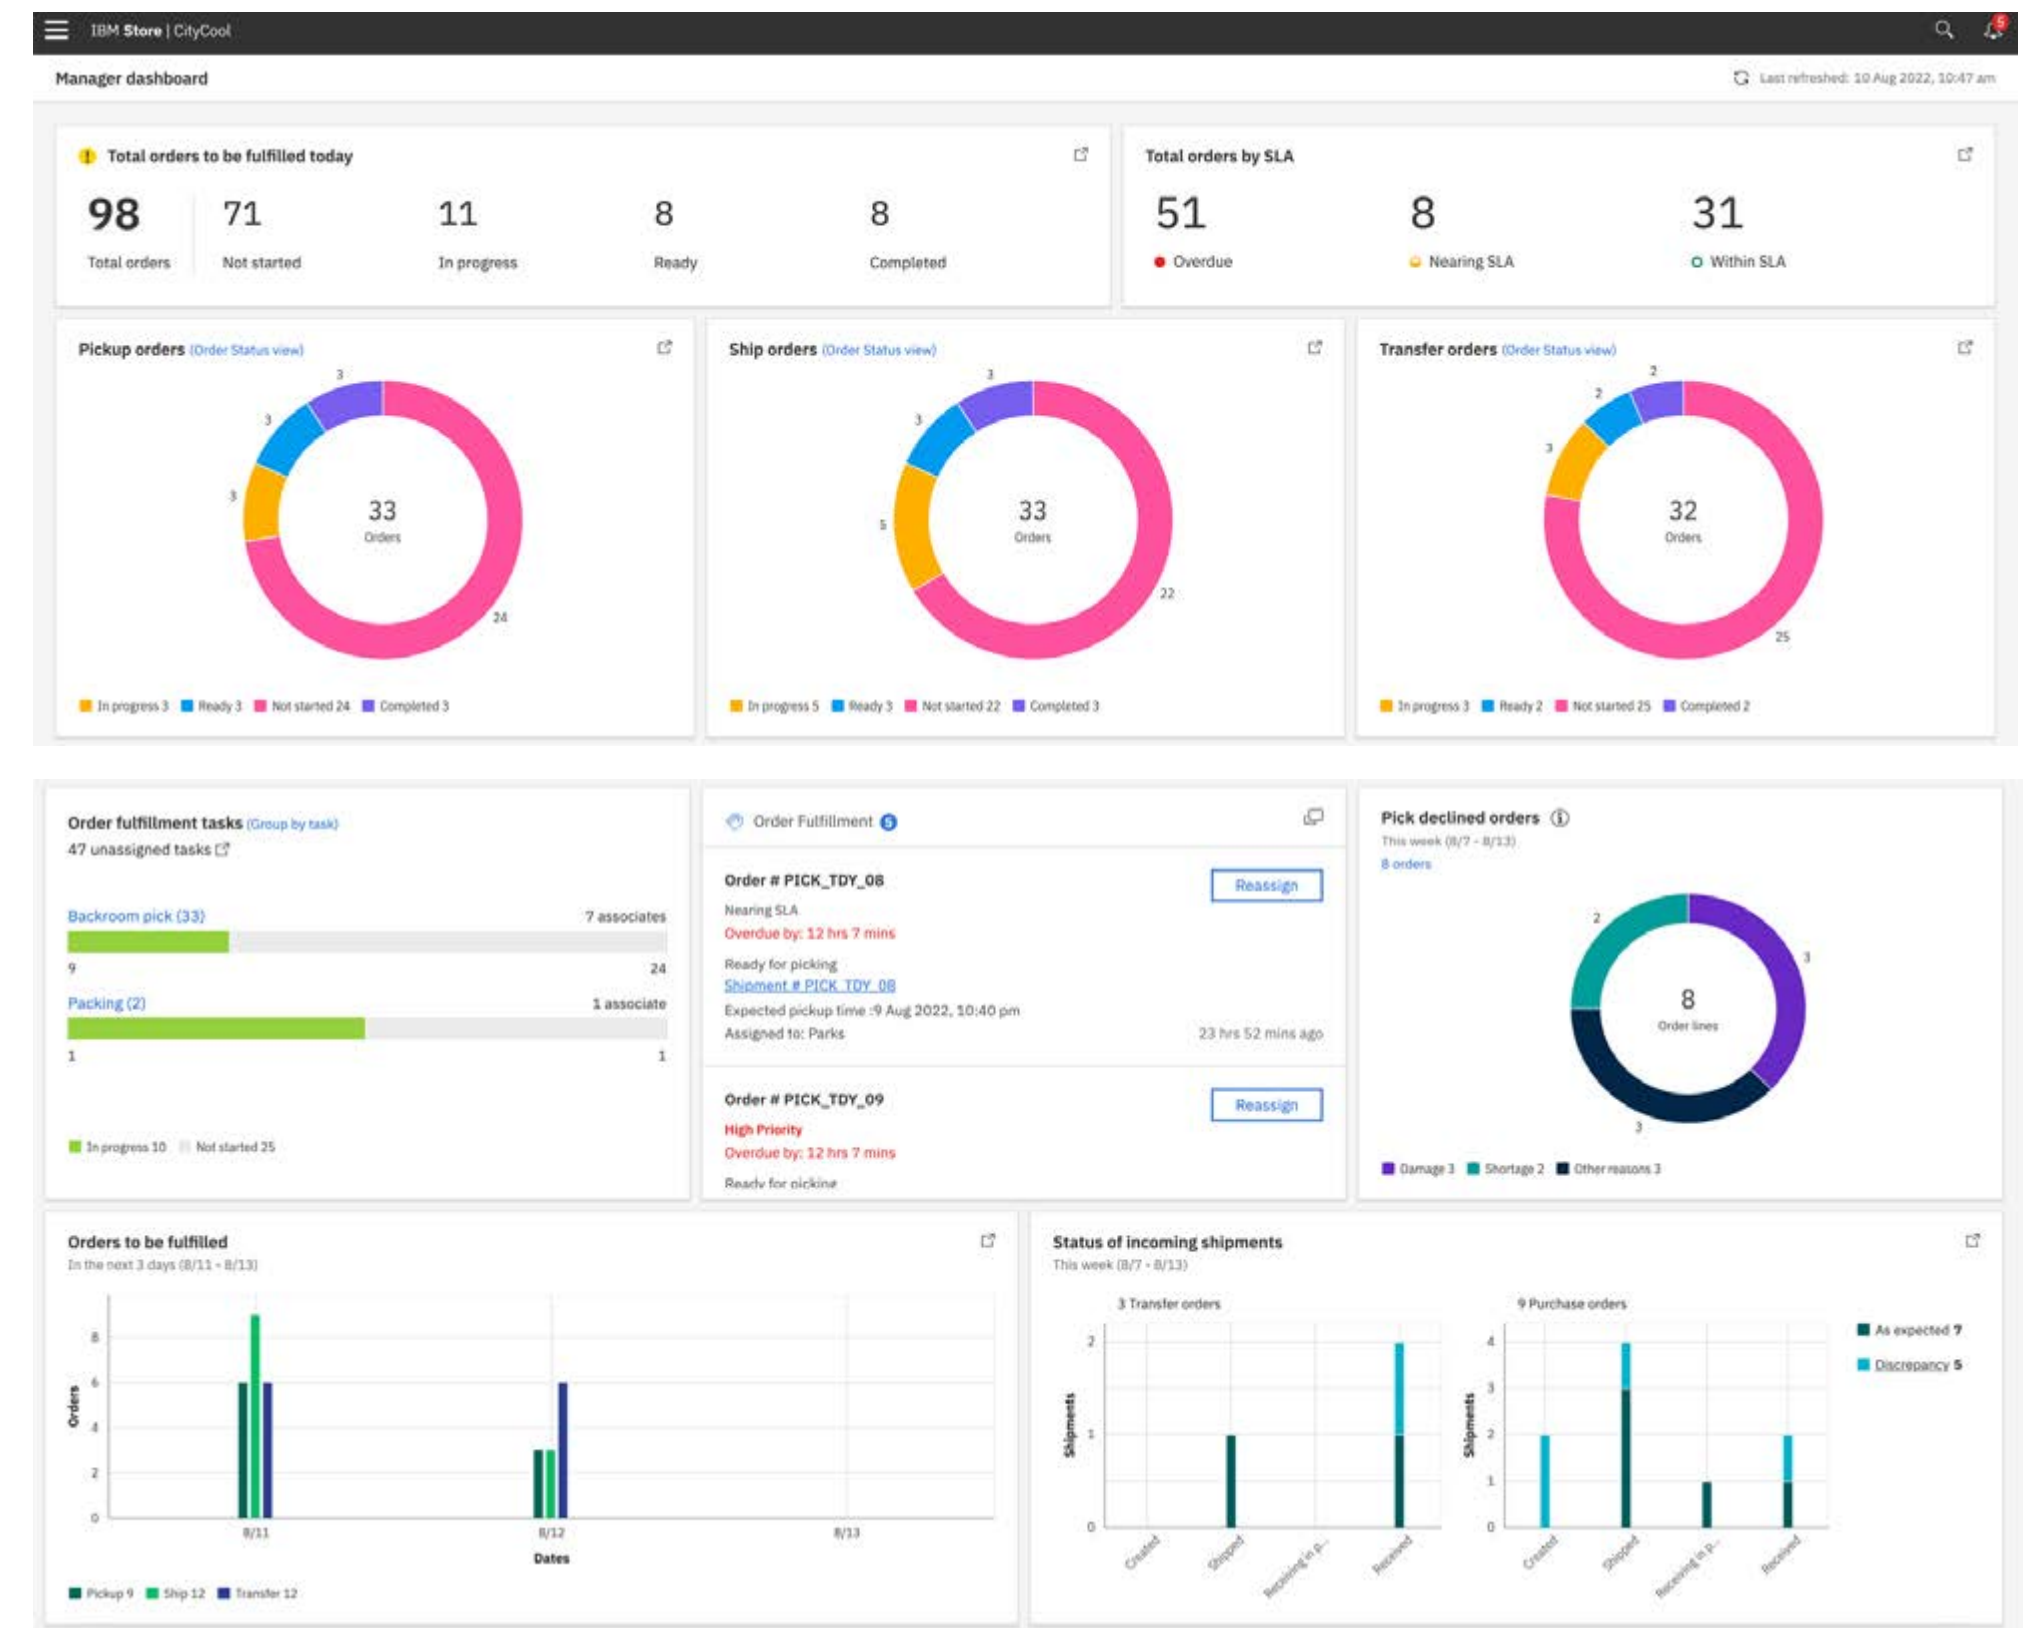 IBM Store | CityCool
5
Manager dashboard
Last refreshed: 10 Aug 2022, 10:47 am
Total orders to be fulfilled today
98
71
11
8
8
Total orders
Not started
In progress
Ready
Completed
Total orders by SLA
51
8
31
Overdue
Nearing SLA
Within SLA
Pickup orders (Order Status view)
3
3
3
33
Orders
24
In progress 3 Ready 3 Not started 24 Completed 3
Ship orders (Order Status view)
3
3
5
33
Orders
22
In progress 5 Ready 3 Not started 22 Completed 3
Transfer orders (Order Status view)
2
2
3
32
Orders
25
In progress 3 Ready 2 Not started 25 Completed 2
Order fulfillment tasks (Group by task)
47 unassigned tasks
Backroom pick (33) 7 associates
9 24
Packing (2) 1 associate
1 1
In progress 10 Not started 25
Order Fulfillment 5
Order # PICK_TDY_08
Reassign
Nearing SLA
Overdue by: 12 hrs 7 mins
Ready for picking
Shipment # PICK_TDY_08
Expected pickup time :9 Aug 2022, 10:40 pm
Assigned to: Parks 23 hrs 52 mins ago
Order # PICK_TDY_09
Reassign
High Priority
Overdue by: 12 hrs 7 mins
Ready for picking
Pick declined orders
This week (8/7 - 8/13)
8 orders
2
3
8
Order lines
3
Damage 3 Shortage 2 Other reasons 3
Orders to be fulfilled
In the next 3 days (8/11 - 8/13)
8
6
4
2
0
Orders
8/11 8/12 8/13
Dates
Pickup 9 Ship 12 Transfer 12
Status of incoming shipments
This week (8/7 - 8/13)
3 Transfer orders
2
1
0
Shipments
Created Shipped Receiving in p... Received
9 Purchase orders
4
3
2
1
0
Shipments
Created Shipped Receiving in p... Received
As expected 7
Discrepancy 5